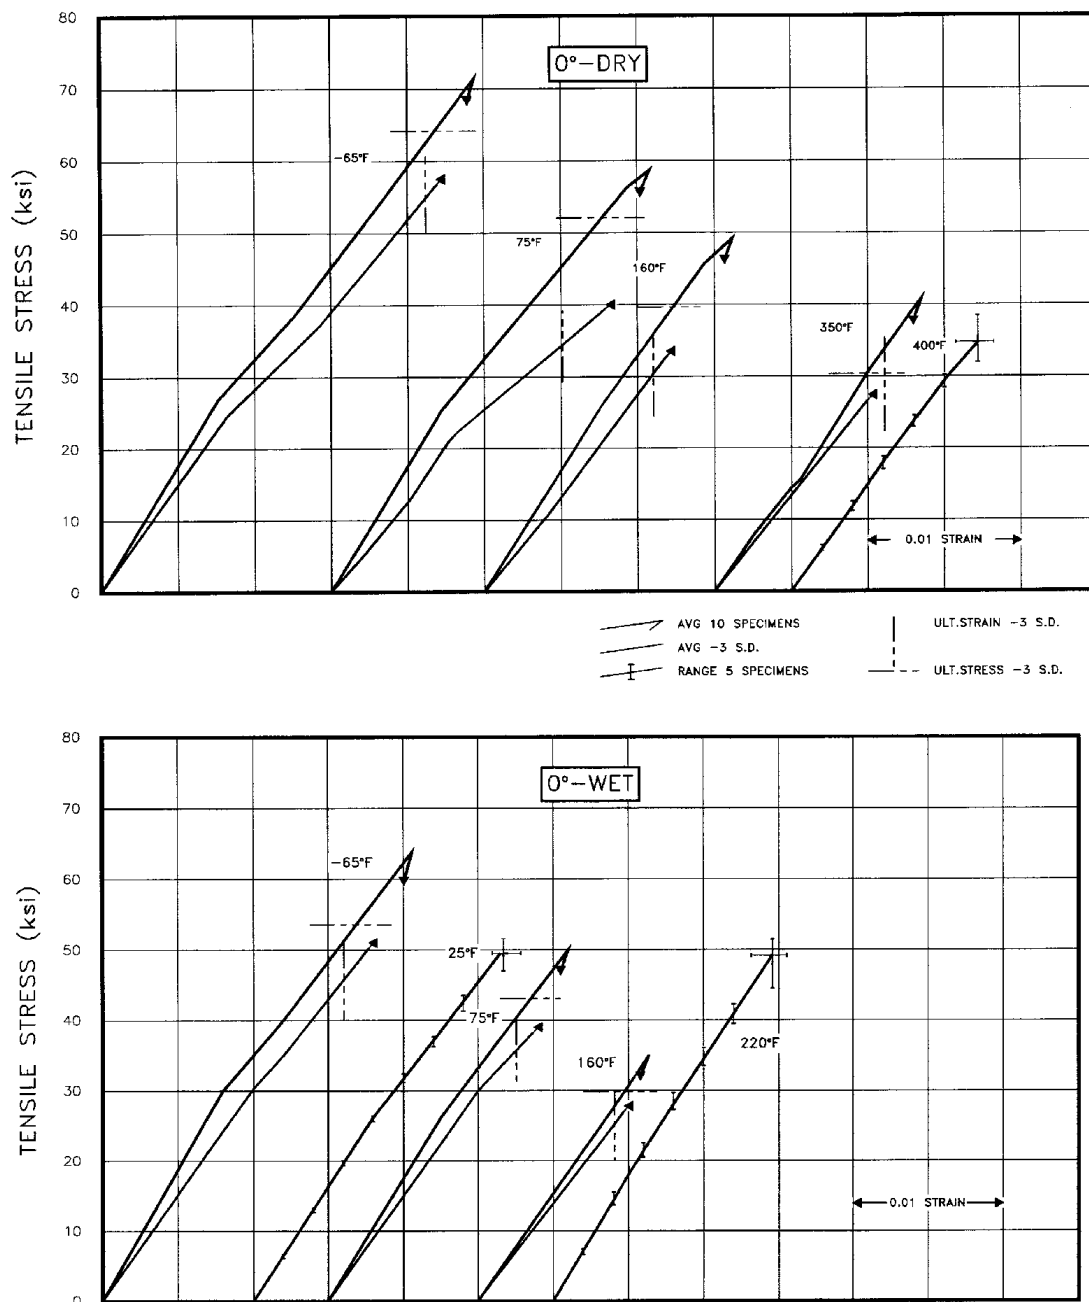 80
70
60
50
40
30
20
10
0
TENSILE STRESS (ksi)
0°-DRY
-65°F
75°F
160°F
350°F
400°F
0.01 STRAIN
AVG 10 SPECIMENS
AVG -3 S.D.
RANGE 5 SPECIMENS
ULT.STRAIN -3 S.D.
ULT.STRESS -3 S.D.
80
70
60
50
40
30
20
10
0
TENSILE STRESS (ksi)
0°-WET
-65°F
25°F
75°F
160°F
220°F
0.01 STRAIN